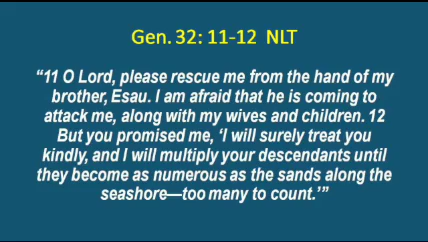 Gen. 32: 11-12 NLT
“11 O Lord, please rescue me from the hand of my
brother, Esau. I am afraid that he is coming to
attack me, along with my wives and children. 12
But you promised me, ‘I will surely treat you
kindly, and I will multiply your descendants until
they become as numerous as the sands along the
seashore—too many to count.’”